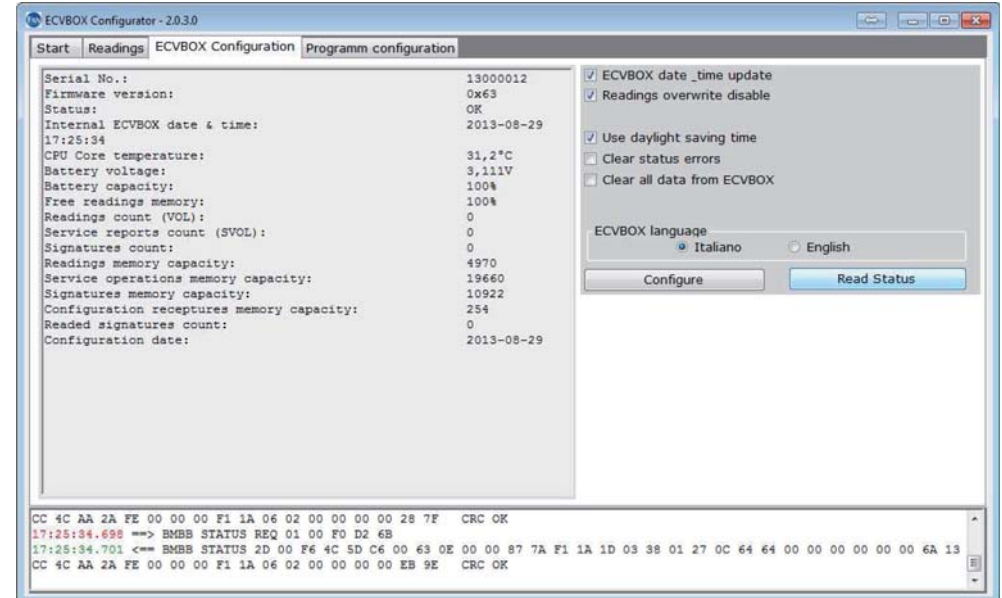 ECVBOX Configurator - 2.0.3.0
Start Readings ECVBOX Configuration Programm configuration
Serial No.: 13000012
Firmware version: 0x63
Status: OK
Internal ECVBOX date & time: 2013-08-29
17:25:34
CPU Core temperature: 31,2°C
Battery voltage: 3,111V
Battery capacity: 100%
Free readings memory: 100%
Readings count (VOL): 0
Service reports count (SVOL): 0
Signatures count: 0
Readings memory capacity: 4970
Service operations memory capacity: 19660
Signatures memory capacity: 10922
Configuration receptures memory capacity: 254
Readed signatures count: 0
Configuration date: 2013-08-29
ECVBOX date _time update
Readings overwrite disable
Use daylight saving time
Clear status errors
Clear all data from ECVBOX
ECVBOX language
Italiano English
Configure Read Status
CC 4C AA 2A FE 00 00 00 F1 1A 06 02 00 00 00 00 28 7F CRC OK
17:25:34.698 ==> BMBB STATUS REQ 01 00 F0 D2 6B
17:25:34.701 <== BMBB STATUS 2D 00 F6 4C 5D C6 00 63 0E 00 00 87 7A F1 1A 1D 03 38 01 27 0C 64 64 00 00 00 00 00 00 6A 13
CC 4C AA 2A FE 00 00 00 F1 1A 06 02 00 00 00 00 EB 9E CRC OK